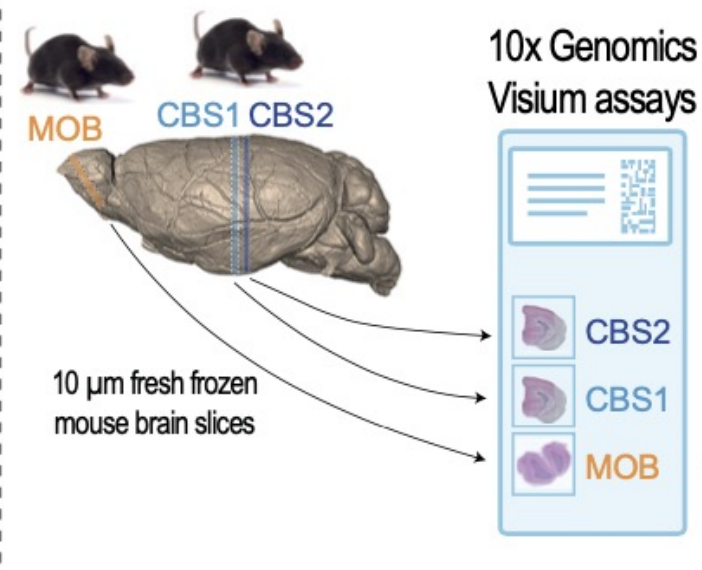 10x Genomics
Visium assays
MOB
CBS1 CBS2
CBS2
CBS1
MOB
10 µm fresh frozen
mouse brain slices